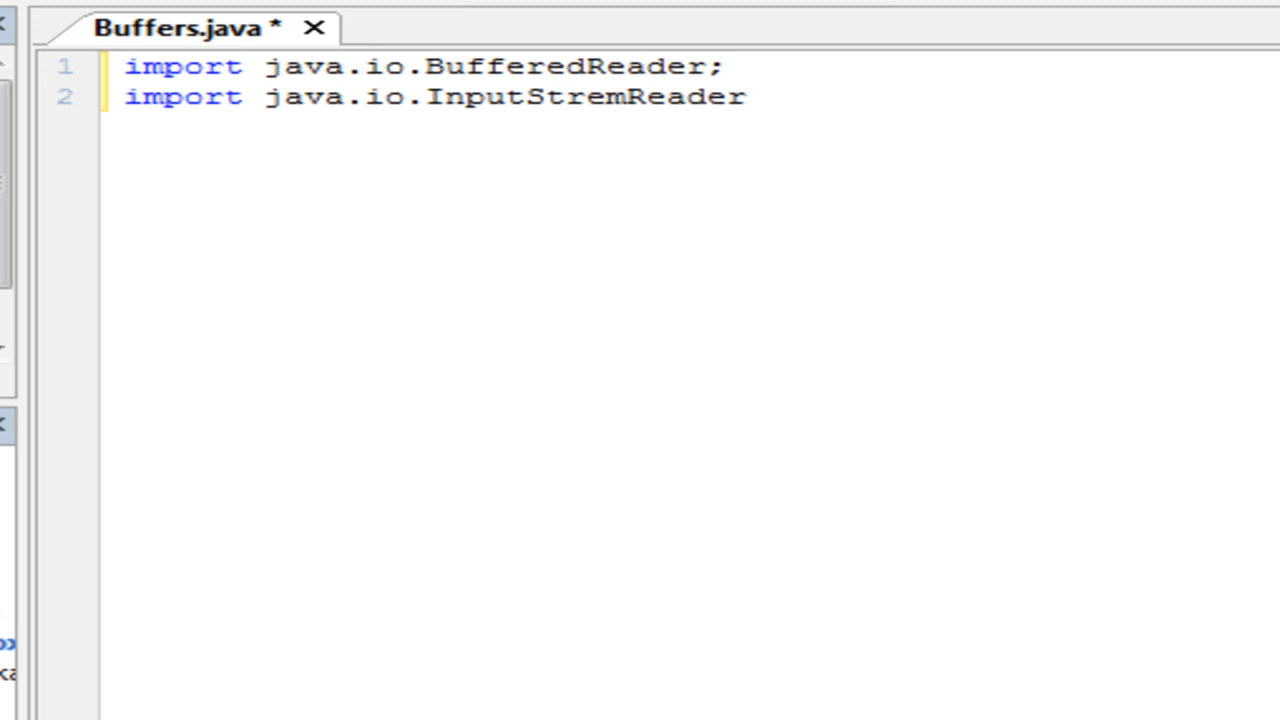 Buffers.java *
1 import java.io.BufferedReader;
2 import java.io.InputStremReader